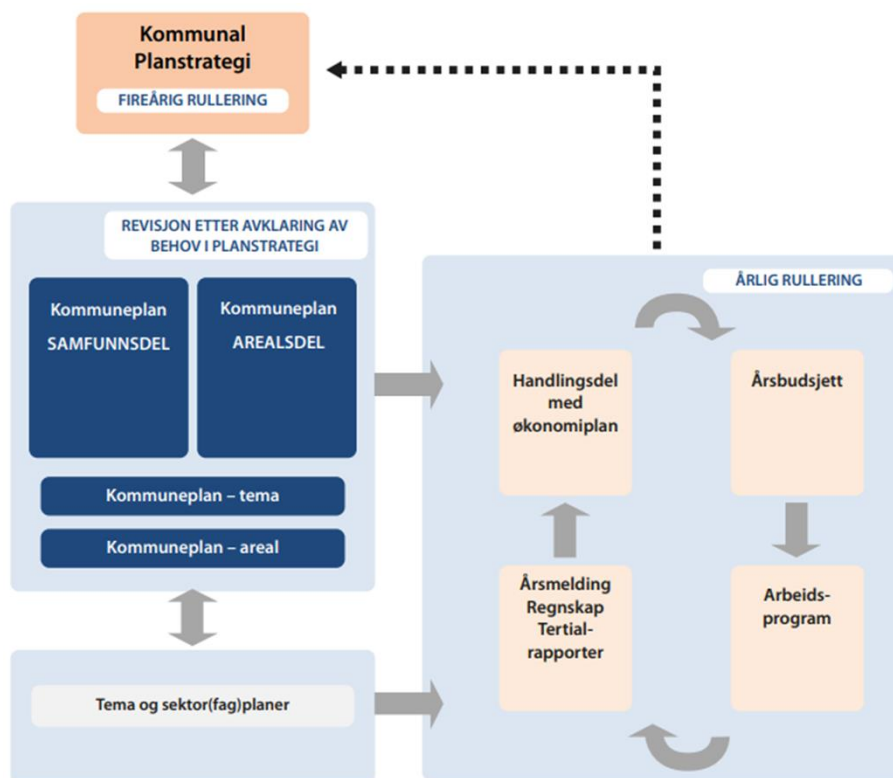 Kommunal
Planstrategi
FIREÅRIG RULLERING
REVISJON ETTER AVKLARING AV
BEHOV I PLANSTRATEGI
Kommuneplan
SAMFUNNSDEL
Kommuneplan
AREALSDEL
Kommuneplan – tema
Kommuneplan – areal
Tema og sektor(fag)planer
ÅRLIG RULLERING
Handlingsdel
med
økonomiplan
Årsbudsjett
Årsmelding
Regnskap
Tertial-
rapporter
Arbeids-
program